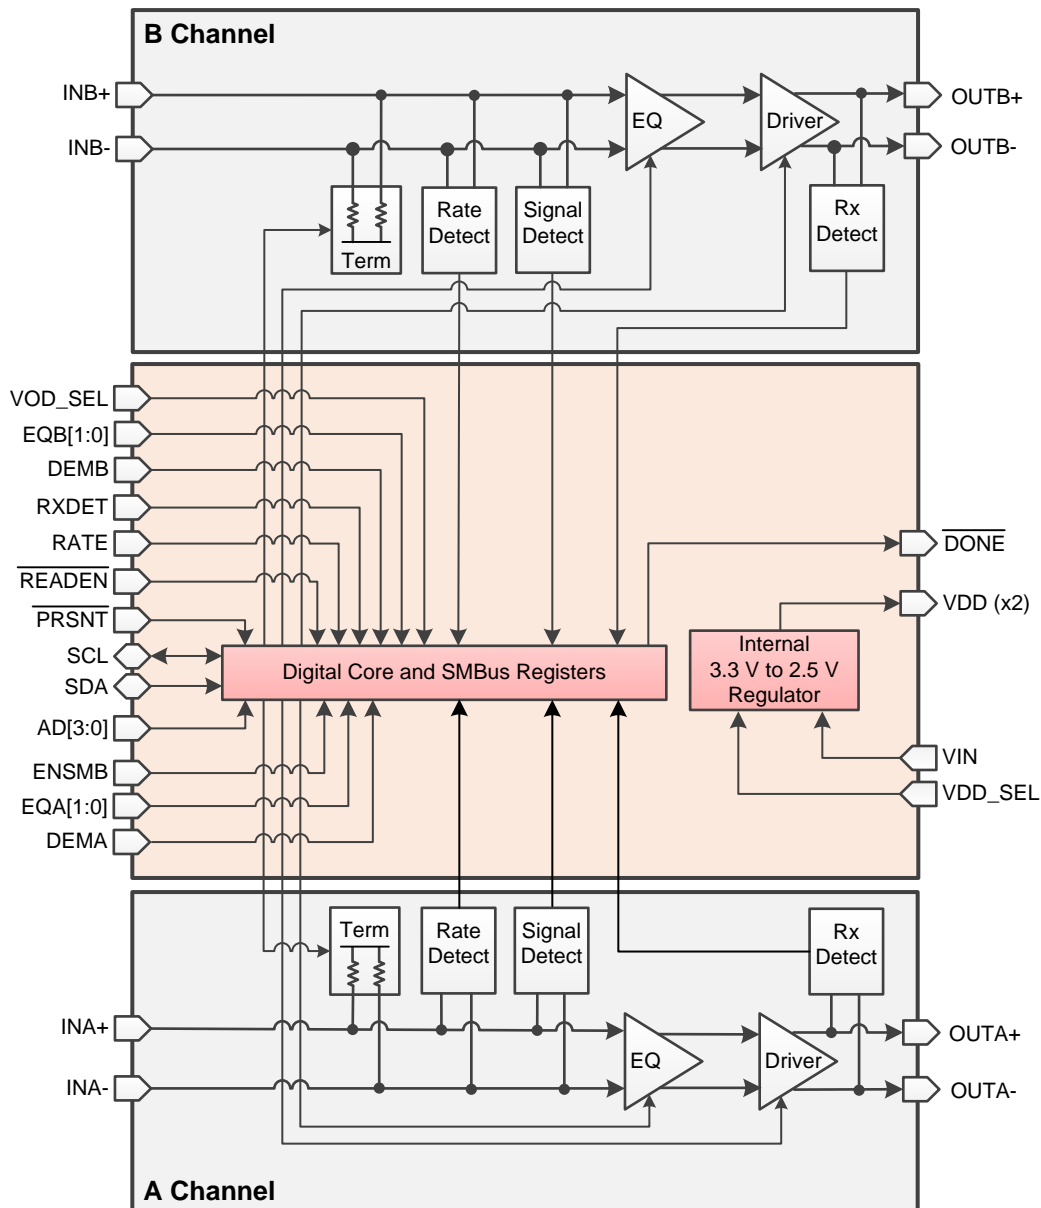 B Channel
INB+
OUTB+
EQ
Driver
INB-
OUTB-
Rate
Detect
Signal
Detect
Rx
Detect
Term
VOD_SEL
EQB[1:0]
DEMB
RXDET
RATE
DONE
READEN
VDD (x2)
PRSNT
SCL
Digital Core and SMBus Registers
Internal
3.3 V to 2.5 V
Regulator
SDA
AD[3:0]
VIN
ENSMB
VDD_SEL
EQA[1:0]
DEMA
Term
Rate
Detect
Signal
Detect
Rx
Detect
INA+
OUTA+
EQ
Driver
INA-
OUTA-
A Channel